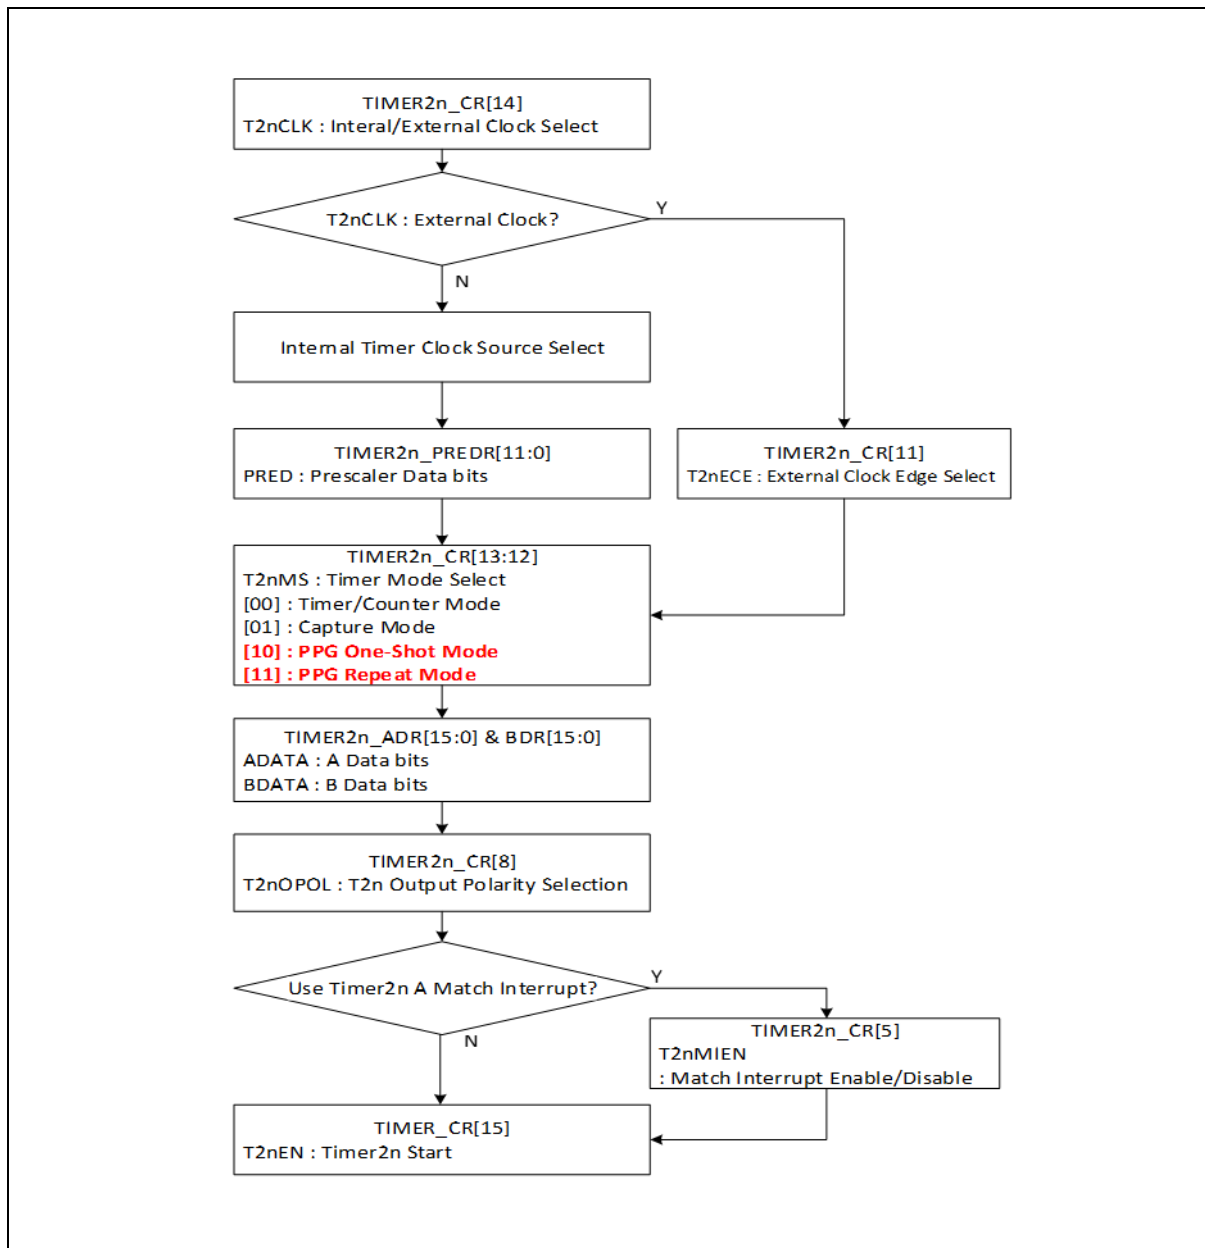 TIMER2n_CR[14]
T2nCLK : Interal/External Clock Select
T2nCLK : External Clock?
Y
N
Internal Timer Clock Source Select
TIMER2n_PREDR[11:0]
PRED : Prescaler Data bits
TIMER2n_CR[11]
T2nECE : External Clock Edge Select
TIMER2n_CR[13:12]
T2nMS : Timer Mode Select
[00] : Timer/Counter Mode
[01] : Capture Mode
[10] : PPG One-Shot Mode
[11] : PPG Repeat Mode
TIMER2n_ADR[15:0] & BDR[15:0]
ADATA : A Data bits
BDATA : B Data bits
TIMER2n_CR[8]
T2nOPOL : T2n Output Polarity Selection
Use Timer2n A Match Interrupt?
Y
N
TIMER2n_CR[5]
T2nMIEN
: Match Interrupt Enable/Disable
TIMER_CR[15]
T2nEN : Timer2n Start